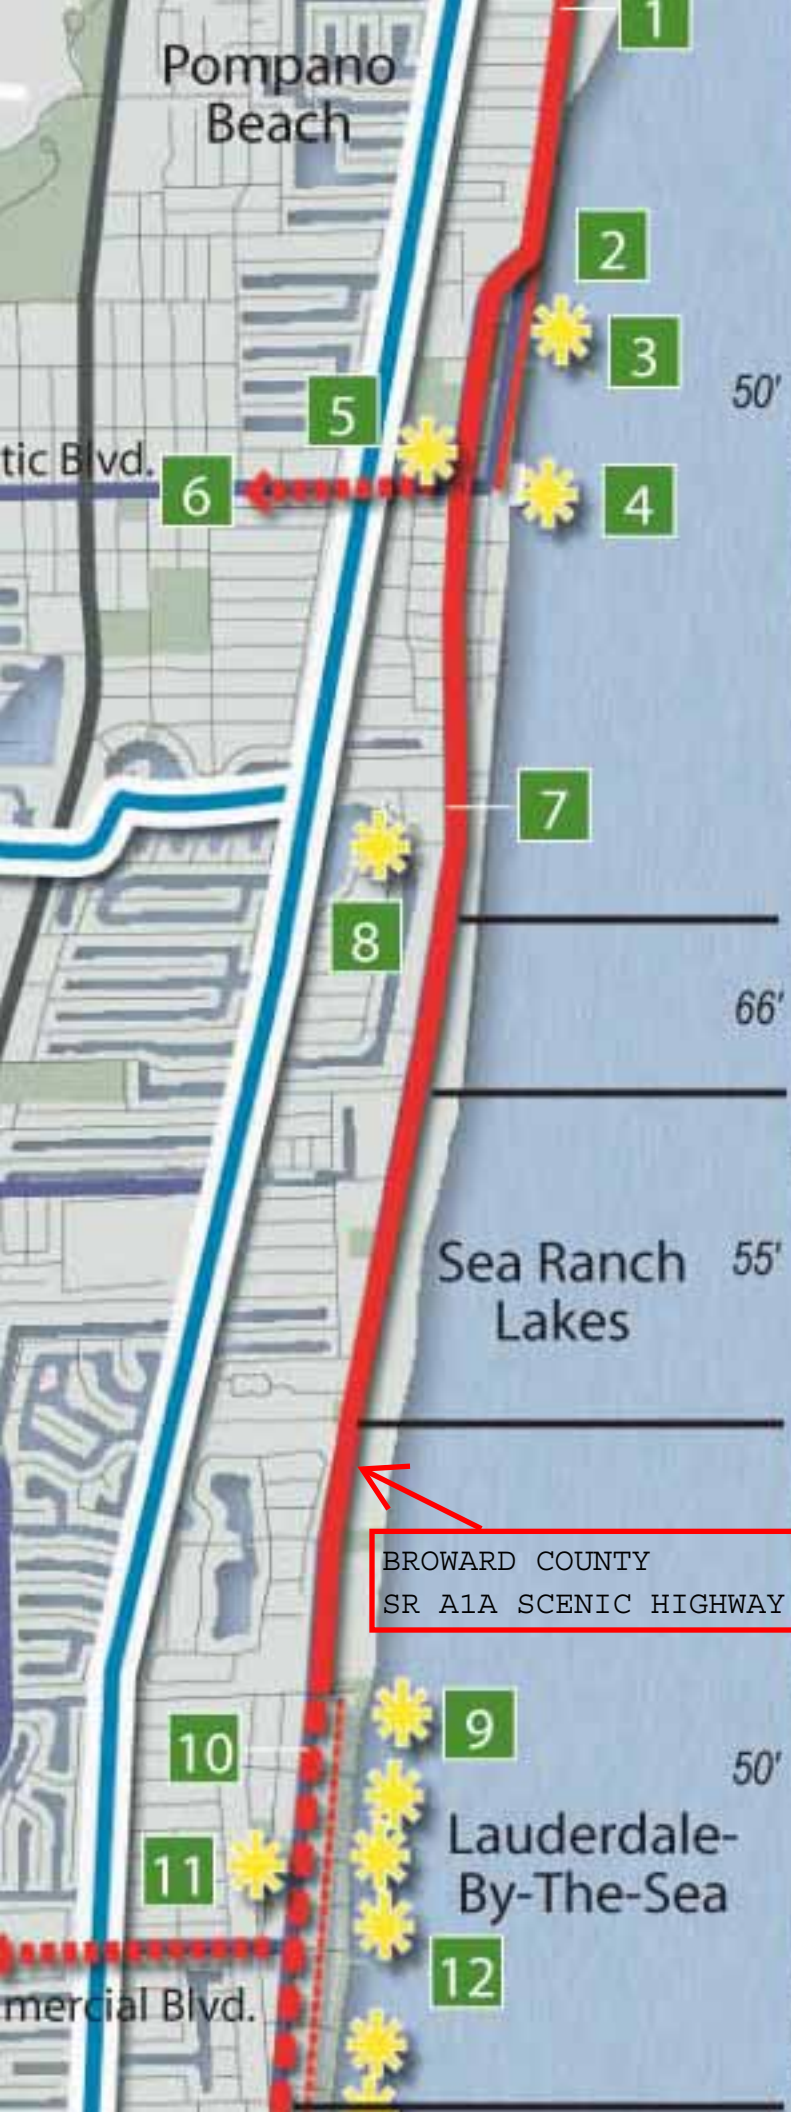 1
Pompano
Beach
2
3
50'
5
tic Blvd.
6
4
7
8
66'
Sea Ranch
Lakes
55'
BROWARD COUNTY
SR A1A SCENIC HIGHWAY
9
10
50'
Lauderdale-
By-The-Sea
11
12
mercial Blvd.